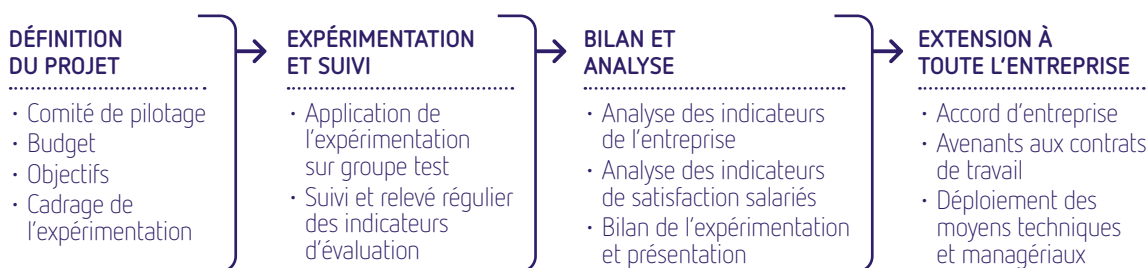 DÉFINITION
DU PROJET
· Comité de pilotage
· Budget
· Objectifs
· Cadrage de
l'expérimentation
EXPÉRIMENTATION
ET SUIVI
· Application de
l'expérimentation
sur groupe test
· Suivi et relevé régulier
des indicateurs
d'évaluation
BILAN ET
ANALYSE
· Analyse des indicateurs
de l'entreprise
· Analyse des indicateurs
de satisfaction salariés
· Bilan de l'expérimentation
et présentation
EXTENSION À
TOUTE L'ENTREPRISE
· Accord d'entreprise
· Avenants aux contrats
de travail
· Déploiement des
moyens techniques
et managériaux